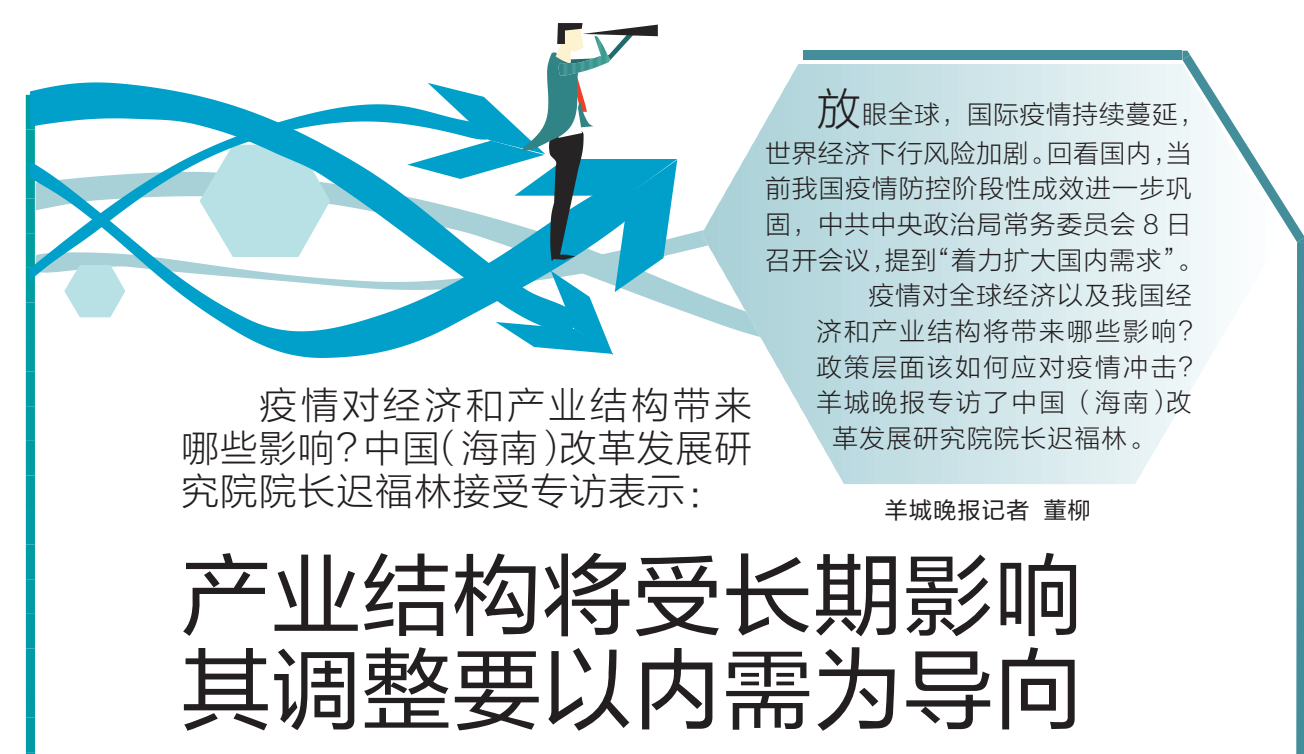 放眼全球，国际疫情持续蔓延，
世界经济下行风险加剧。回看国内，当
前我国疫情防控阶段性成效进一步巩
固，中共中央政治局常务委员会 8 日
召开会议，提到“着力扩大国内需求”。
疫情对全球经济以及我国经
济和产业结构将带来哪些影响？
政策层面该如何应对疫情冲击？
羊城晚报专访了中国（海南）改
革发展研究院院长迟福林。
羊城晚报记者 董柳
疫情对经济和产业结构带来
哪些影响？中国（海南）改革发展研
究院院长迟福林接受专访表示：
产业结构将受长期影响
其调整要以内需为导向